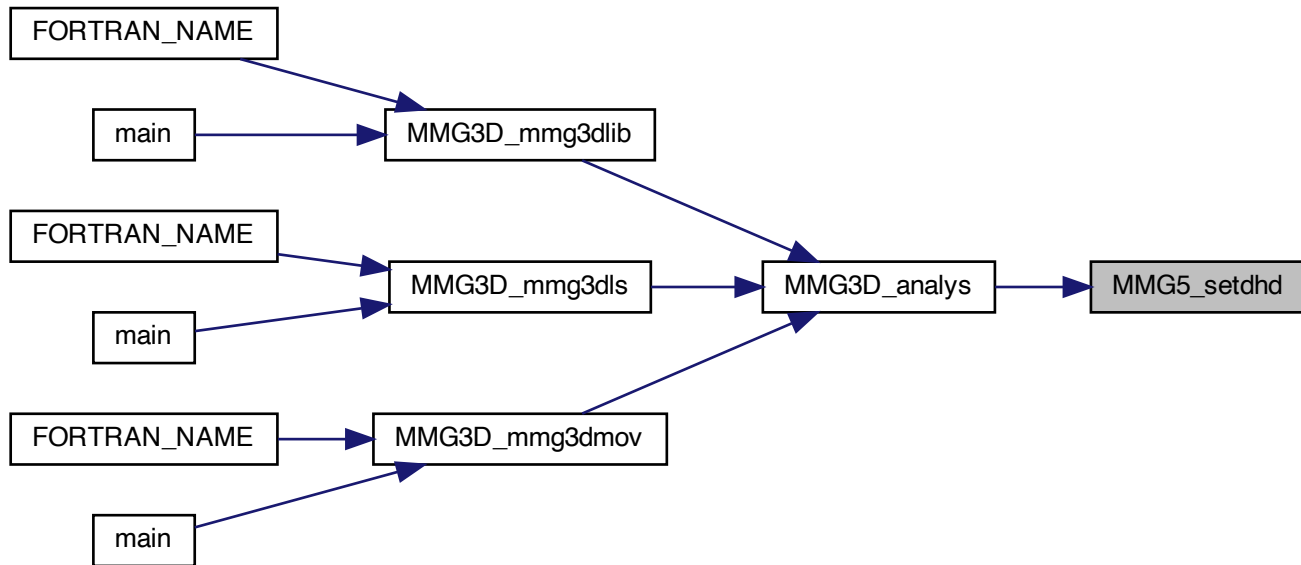 FORTRAN_NAME
main
MMG3D_mmg3dlib
FORTRAN_NAME
MMG3D_mmg3dls
MMG3D_analys
MMG5_setdhd
main
FORTRAN_NAME
MMG3D_mmg3dmov
main